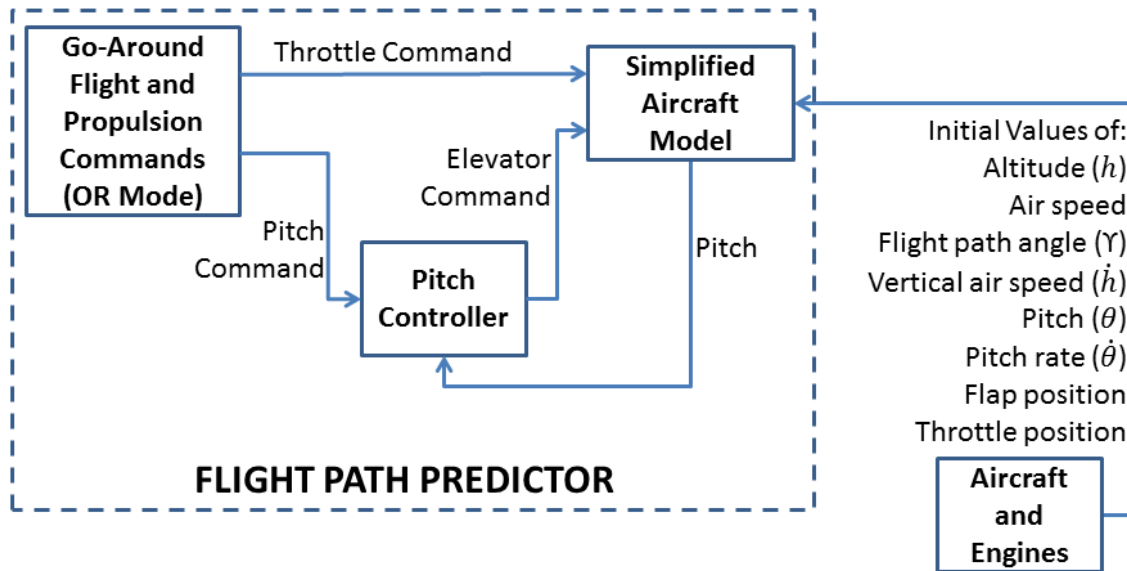 Go-Around
Flight and
Propulsion
Commands
(OR Mode)
Throttle Command
Simplified
Aircraft
Model
Elevator
Command
Pitch
Command
Pitch
Controller
Pitch
FLIGHT PATH PREDICTOR
Initial Values of:
Altitude (ℎ)
Air speed
Flight path angle (ϒ)
Vertical air speed (ℎ̇)
Pitch (𝜃)
Pitch rate (𝜃̇)
Flap position
Throttle position
Aircraft
and
Engines